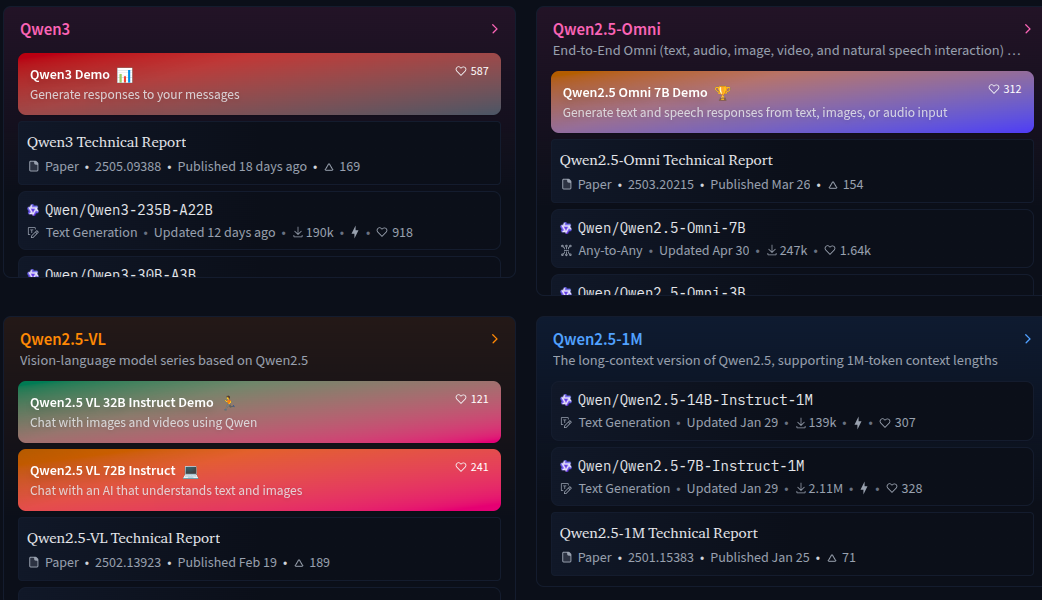 Qwen3
Qwen3 Demo 📊 587
Generate responses to your messages
Qwen3 Technical Report
Paper • 2505.09388 • Published 18 days ago • 169
Qwen/Qwen3-235B-A22B
Text Generation • Updated 12 days ago • 190k • • 918
Qwen/Qwen3-30B-A3B
Qwen2.5-Omni
End-to-End Omni (text, audio, image, video, and natural speech interaction) …
Qwen2.5 Omni 7B Demo 🏆 312
Generate text and speech responses from text, images, or audio input
Qwen2.5-Omni Technical Report
Paper • 2503.20215 • Published Mar 26 • 154
Qwen/Qwen2.5-Omni-7B
Any-to-Any • Updated Apr 30 • 247k • 1.64k
Qwen/Qwen2.5-Omni-3B
Qwen2.5-VL
Vision-language model series based on Qwen2.5
Qwen2.5 VL 32B Instruct Demo 🏃 121
Chat with images and videos using Qwen
Qwen2.5 VL 72B Instruct 💻 241
Chat with an AI that understands text and images
Qwen2.5-VL Technical Report
Paper • 2502.13923 • Published Feb 19 • 189
Qwen2.5-1M
The long-context version of Qwen2.5, supporting 1M-token context lengths
Qwen/Qwen2.5-14B-Instruct-1M
Text Generation • Updated Jan 29 • 139k • • 307
Qwen/Qwen2.5-7B-Instruct-1M
Text Generation • Updated Jan 29 • 2.11M • • 328
Qwen2.5-1M Technical Report
Paper • 2501.15383 • Published Jan 25 • 71